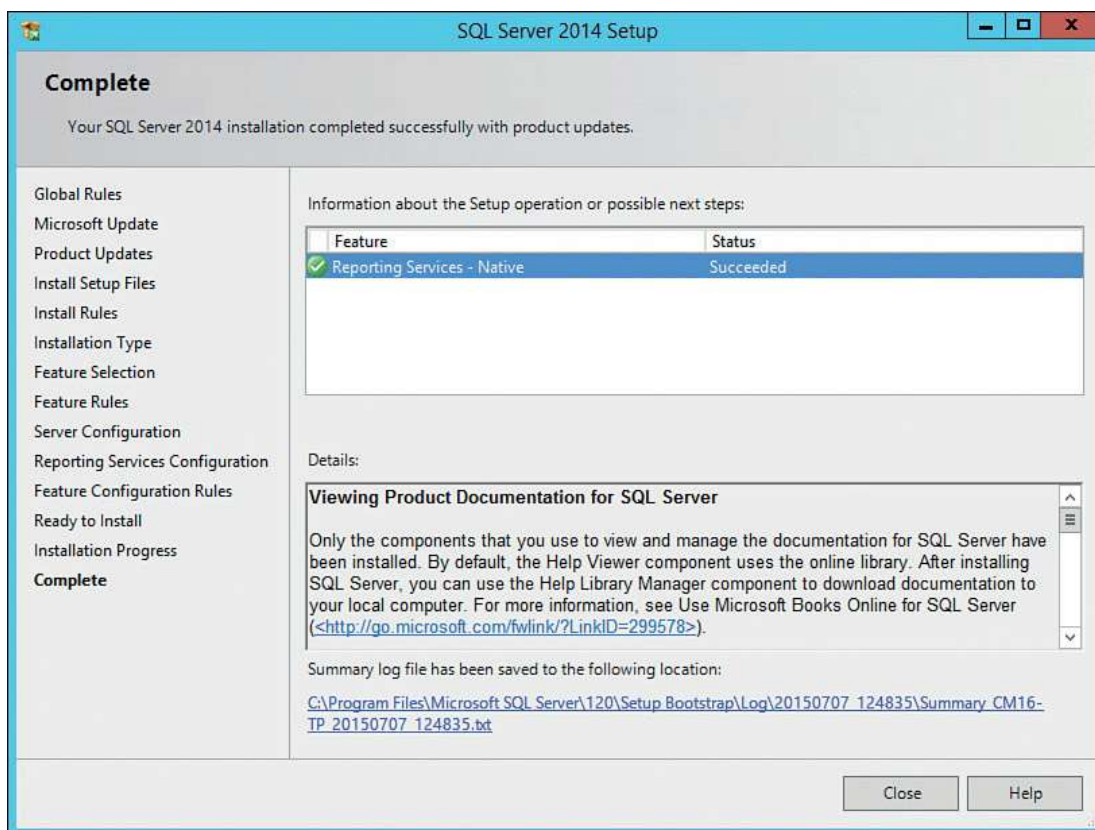 SQL Server 2014 Setup
Complete
Your SQL Server 2014 installation completed successfully with product updates.
Global Rules
Microsoft Update
Product Updates
Install Setup Files
Install Rules
Installation Type
Feature Selection
Feature Rules
Server Configuration
Reporting Services Configuration
Feature Configuration Rules
Ready to Install
Installation Progress
Complete
Information about the Setup operation or possible next steps:
Feature Status
Reporting Services - Native Succeeded
Details:
Viewing Product Documentation for SQL Server
Only the components that you use to view and manage the documentation for SQL Server have
been installed. By default, the Help Viewer component uses the online library. After installing
SQL Server, you can use the Help Library Manager component to download documentation to
your local computer. For more information, see Use Microsoft Books Online for SQL Server
(<http://go.microsoft.com/fwlink/?LinkID=299578>).
Summary log file has been saved to the following location:
C:\Program Files\Microsoft SQL Server\120\Setup Bootstrap\Log\20150707_124835\Summary_CM16-
TP_20150707_124835.txt
Close Help